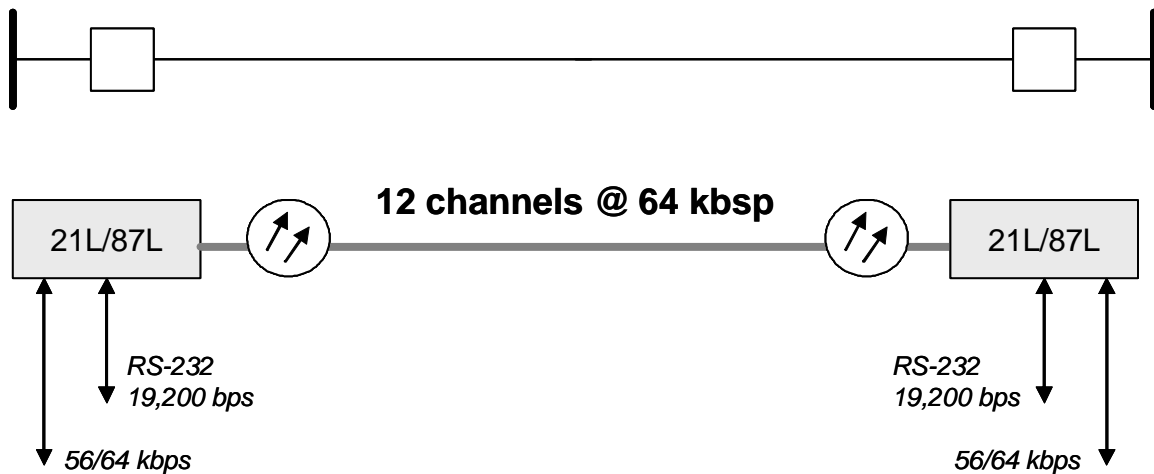 12 channels @ 64 kbsp
21L/87L
21L/87L
RS-232
19,200 bps
RS-232
19,200 bps
56/64 kbps
56/64 kbps